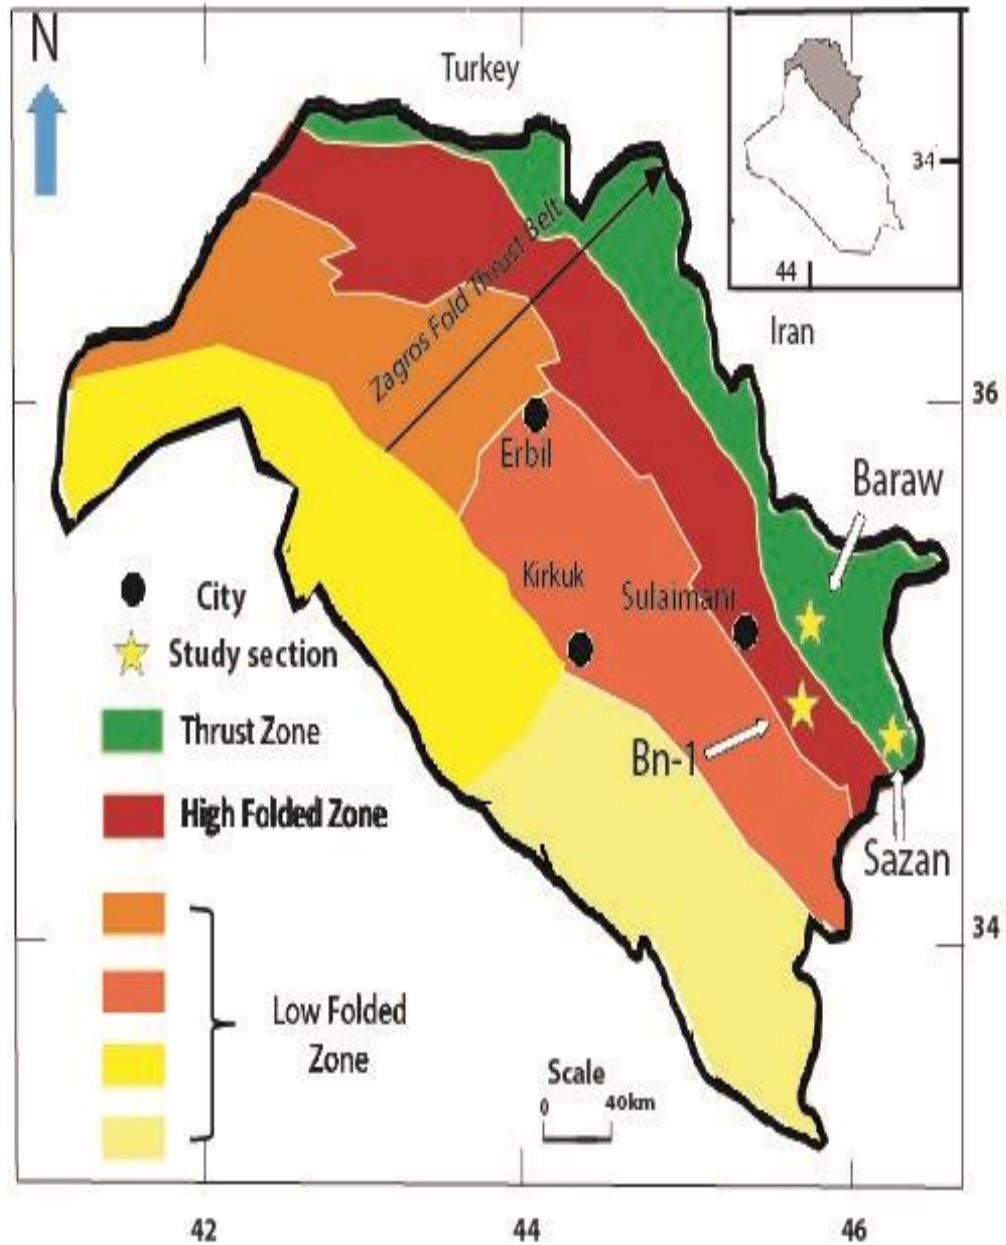 N
Turkey
34
44
Zagros Fold Thrust Belt
Iran
36
Erbil
Baraw
Kirkuk
Sulaimani
City
Study section
Thrust Zone
Bn-1
High Folded Zone
Sazan
34
Low Folded
Zone
Scale
0 40km
42 44 46